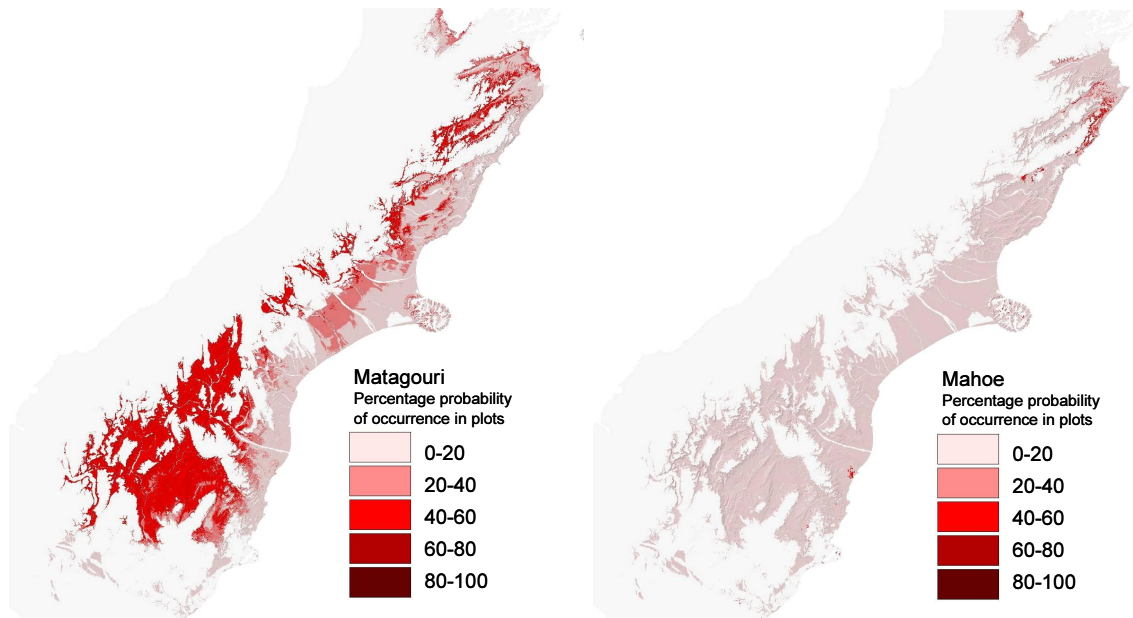 Matagouri
Percentage probability
of occurrence in plots
0-20
20-40
40-60
60-80
80-100
Mahoe
Percentage probability
of occurrence in plots
0-20
20-40
40-60
60-80
80-100